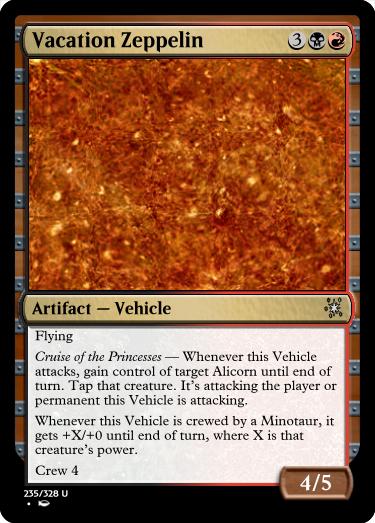 Vacation Zeppelin 3
Artifact — Vehicle
Flying
Cruise of the Princesses — Whenever this Vehicle
attacks, gain control of target Alicorn until end of
turn. Tap that creature. It's attacking the player or
permanent this Vehicle is attacking.
Whenever this Vehicle is crewed by a Minotaur, it
gets +X/+0 until end of turn, where X is that
creature's power.
Crew 4
4/5
235/328 U
•